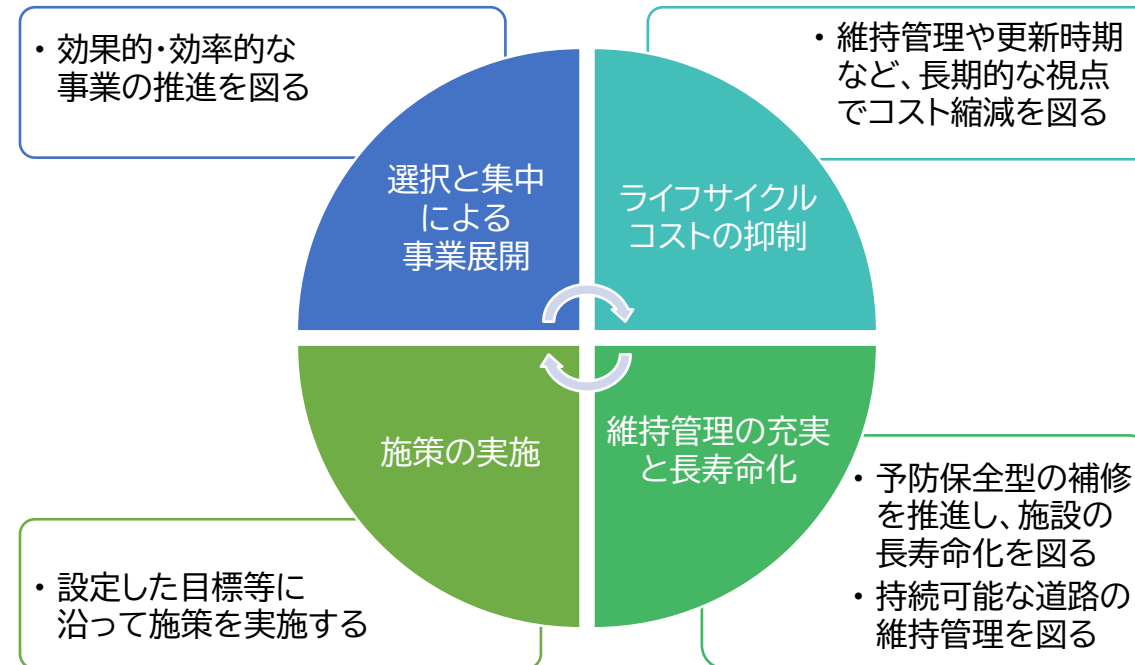 ・効果的・効率的な
事業の推進を図る
・維持管理や更新時期
など、長期的な視点
でコスト縮減を図る
選択と集中
による
事業展開
ライフサイクル
コストの抑制
施策の実施
維持管理の充実
と長寿命化
・設定した目標等に
沿って施策を実施する
・予防保全型の補修
を推進し、施設の
長寿命化を図る
・持続可能な道路の
維持管理を図る